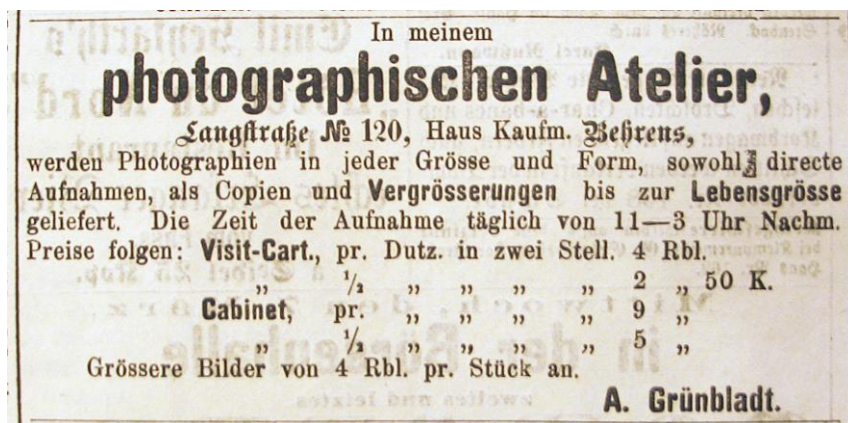 In meinem
photographischen Atelier,
Langstraße № 120, Haus Kaufm. Behrens,
werden Photographien in jeder Grösse und Form, sowohl directe
Aufnahmen, als Copien und Vergrösserungen bis zur Lebensgrösse
geliefert. Die Zeit der Aufnahme täglich von 11—3 Uhr Nachm.
Preise folgen: Visit-Cart., pr. Dutz. in zwei Stell. 4 Rbl.
„ ½ „ „ „ „ 2 „ 50 K.
Cabinet, pr. „ „ „ „ 9 „
„ ½ „ „ „ „ 5 „
Grössere Bilder von 4 Rbl. pr. Stück an.
A. Grünbladt.